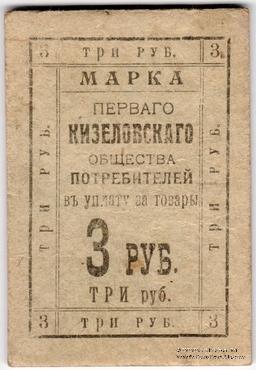 3 ТРИ РУБ. 3
МАРКА
ПЕРВАГО
КИЗЕЛОВСКАГО
ОБЩЕСТВА
ПОТРЕБИТЕЛЕЙ
въ уплату за товары
3 РУБ.
ТРИ руб.
ТРИ РУБ.
ТРИ РУБ.
3 ТРИ РУБ. 3